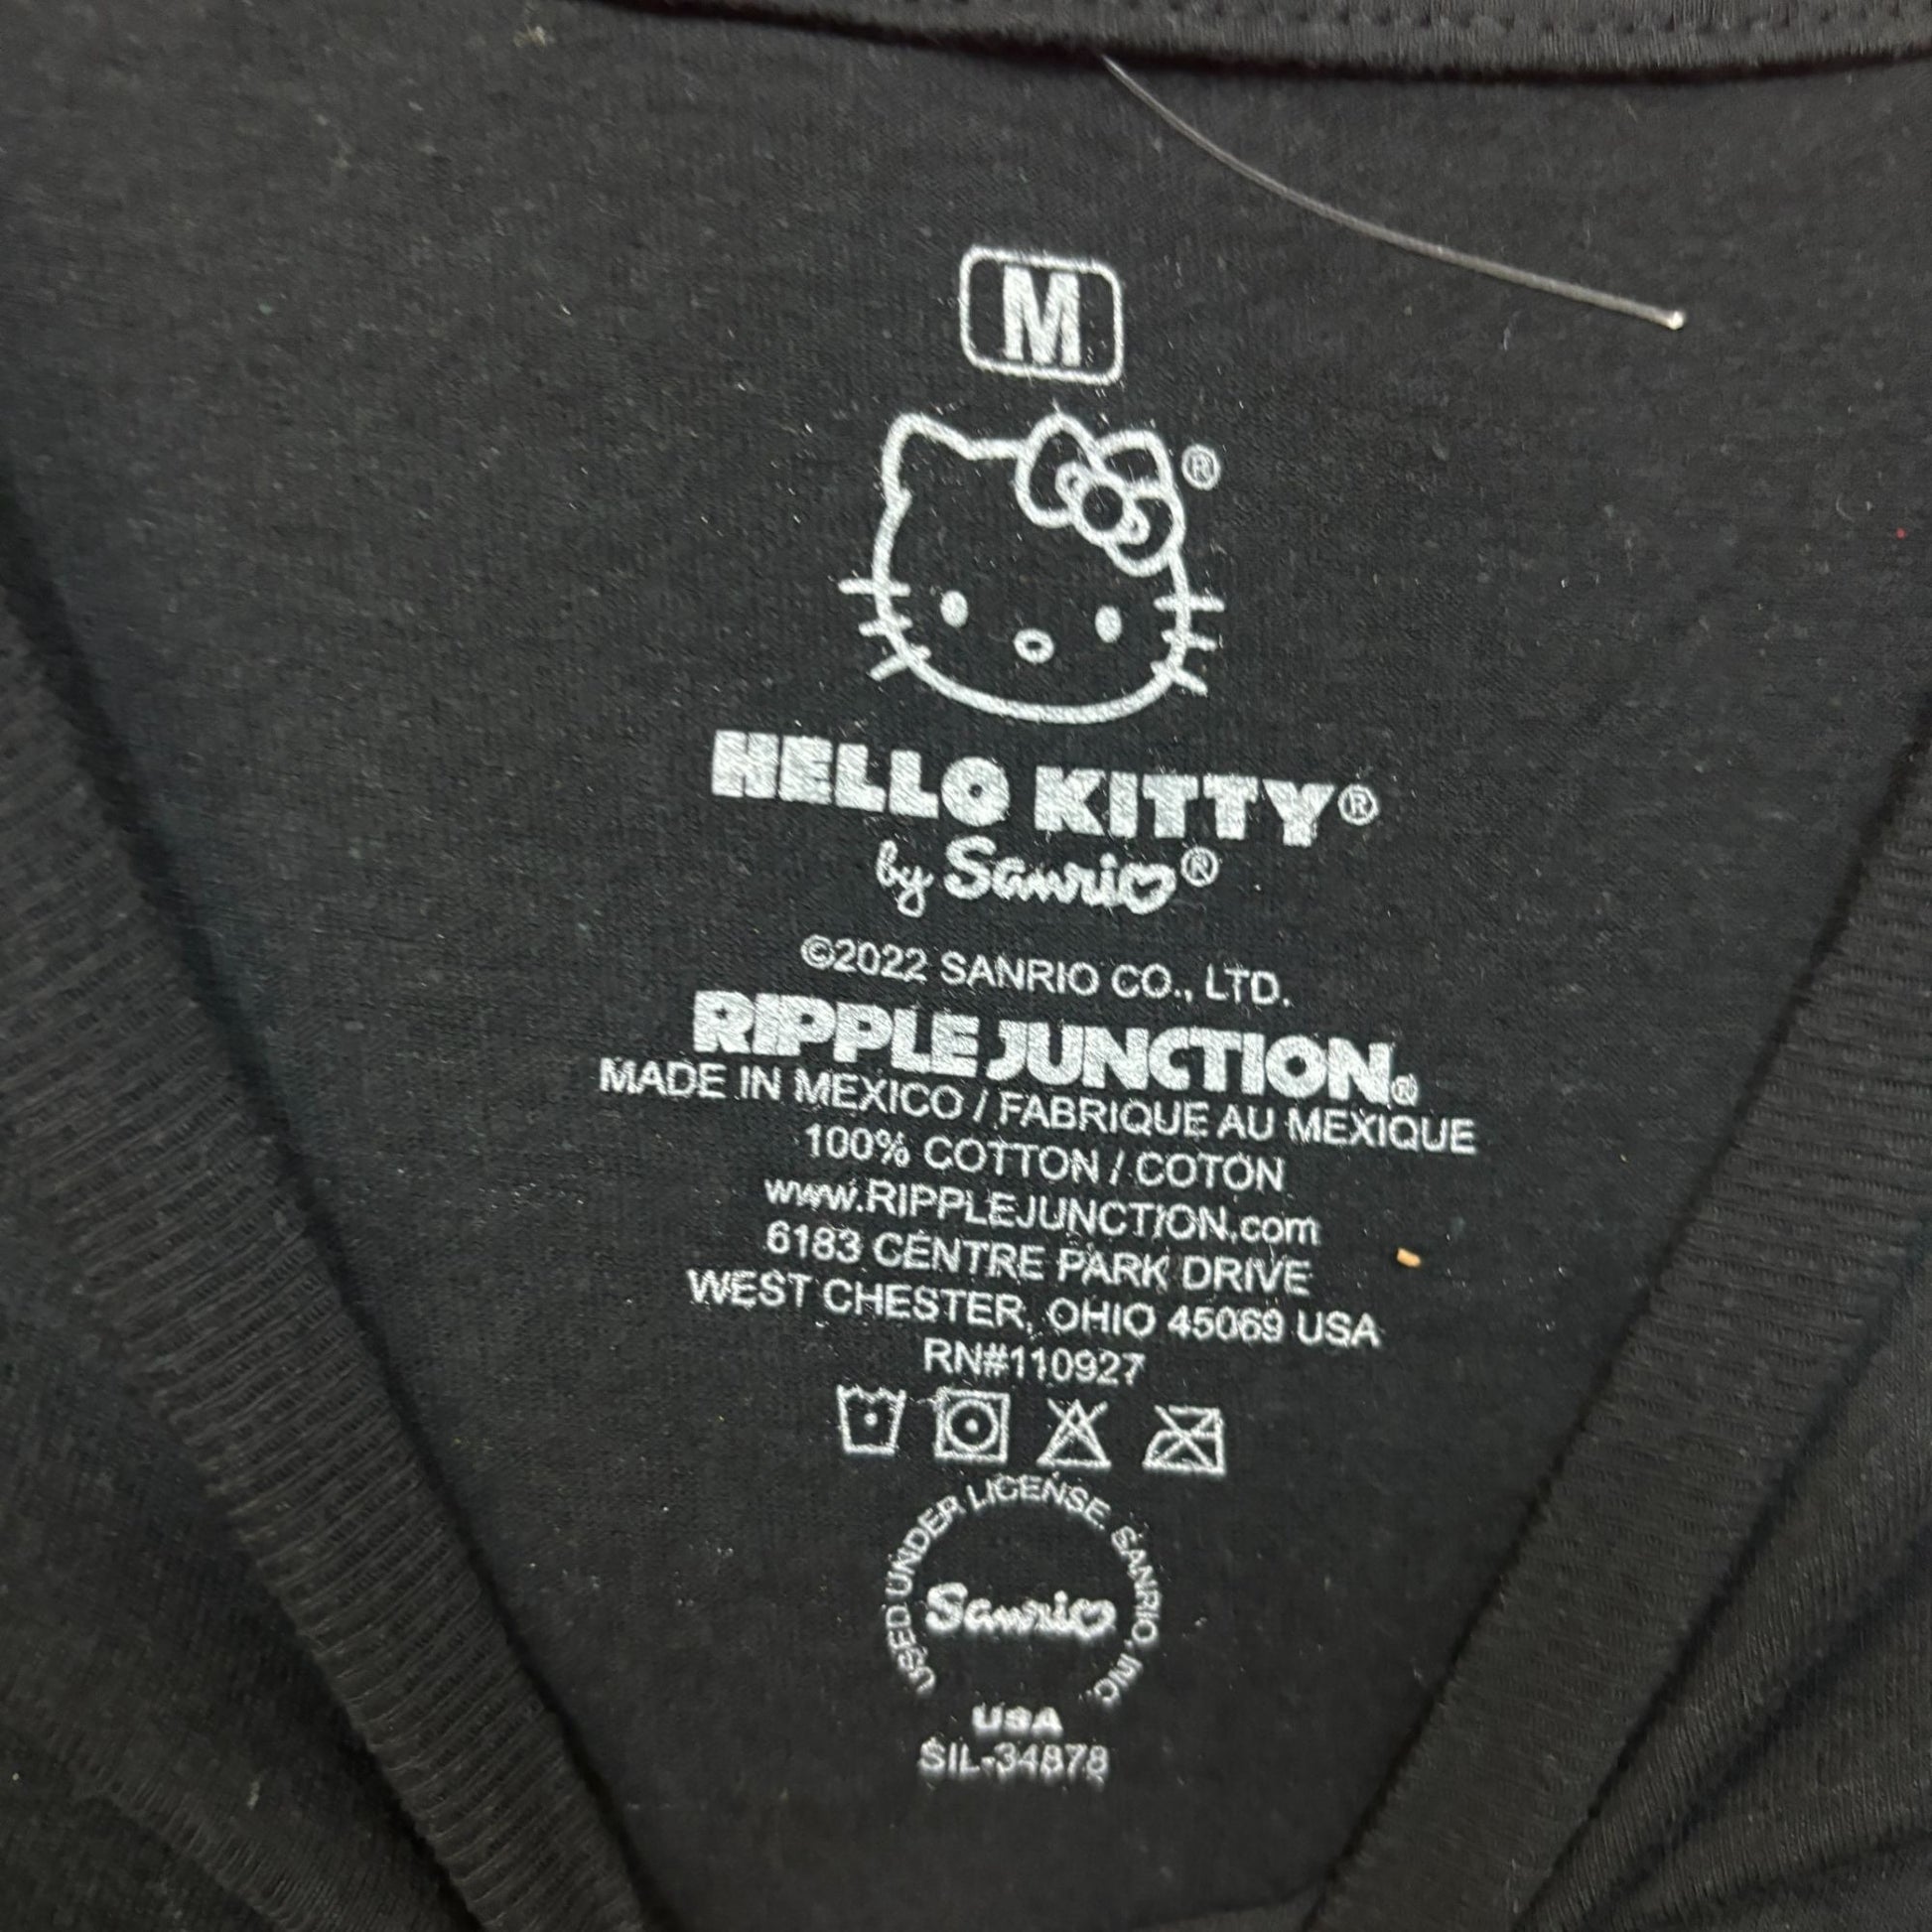 M
®
HELLO KITTY®
by Sanrio®
©2022 SANRIO CO., LTD.
RIPPLE JUNCTION®
MADE IN MEXICO / FABRIQUE AU MEXIQUE
100% COTTON / COTON
www.RIPPLEJUNCTION.com
6183 CENTRE PARK DRIVE
WEST CHESTER, OHIO 45069 USA
RN#110927
USED UNDER LICENSE. SANRIO, INC.
Sanrio
USA
SIL-34878